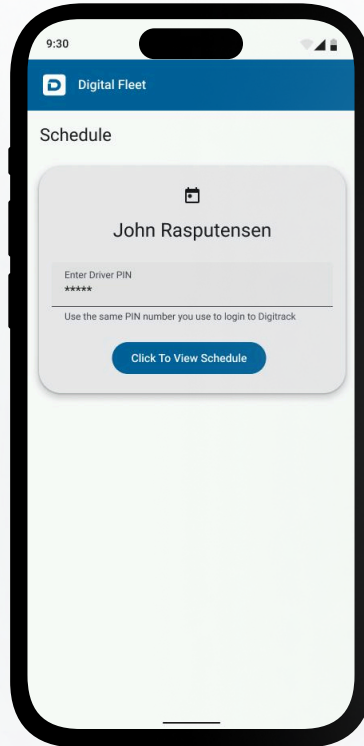 9:30
D Digital Fleet
Schedule
John Rasputensen
Enter Driver PIN
*****
Use the same PIN number you use to login to Digitrack
Click To View Schedule